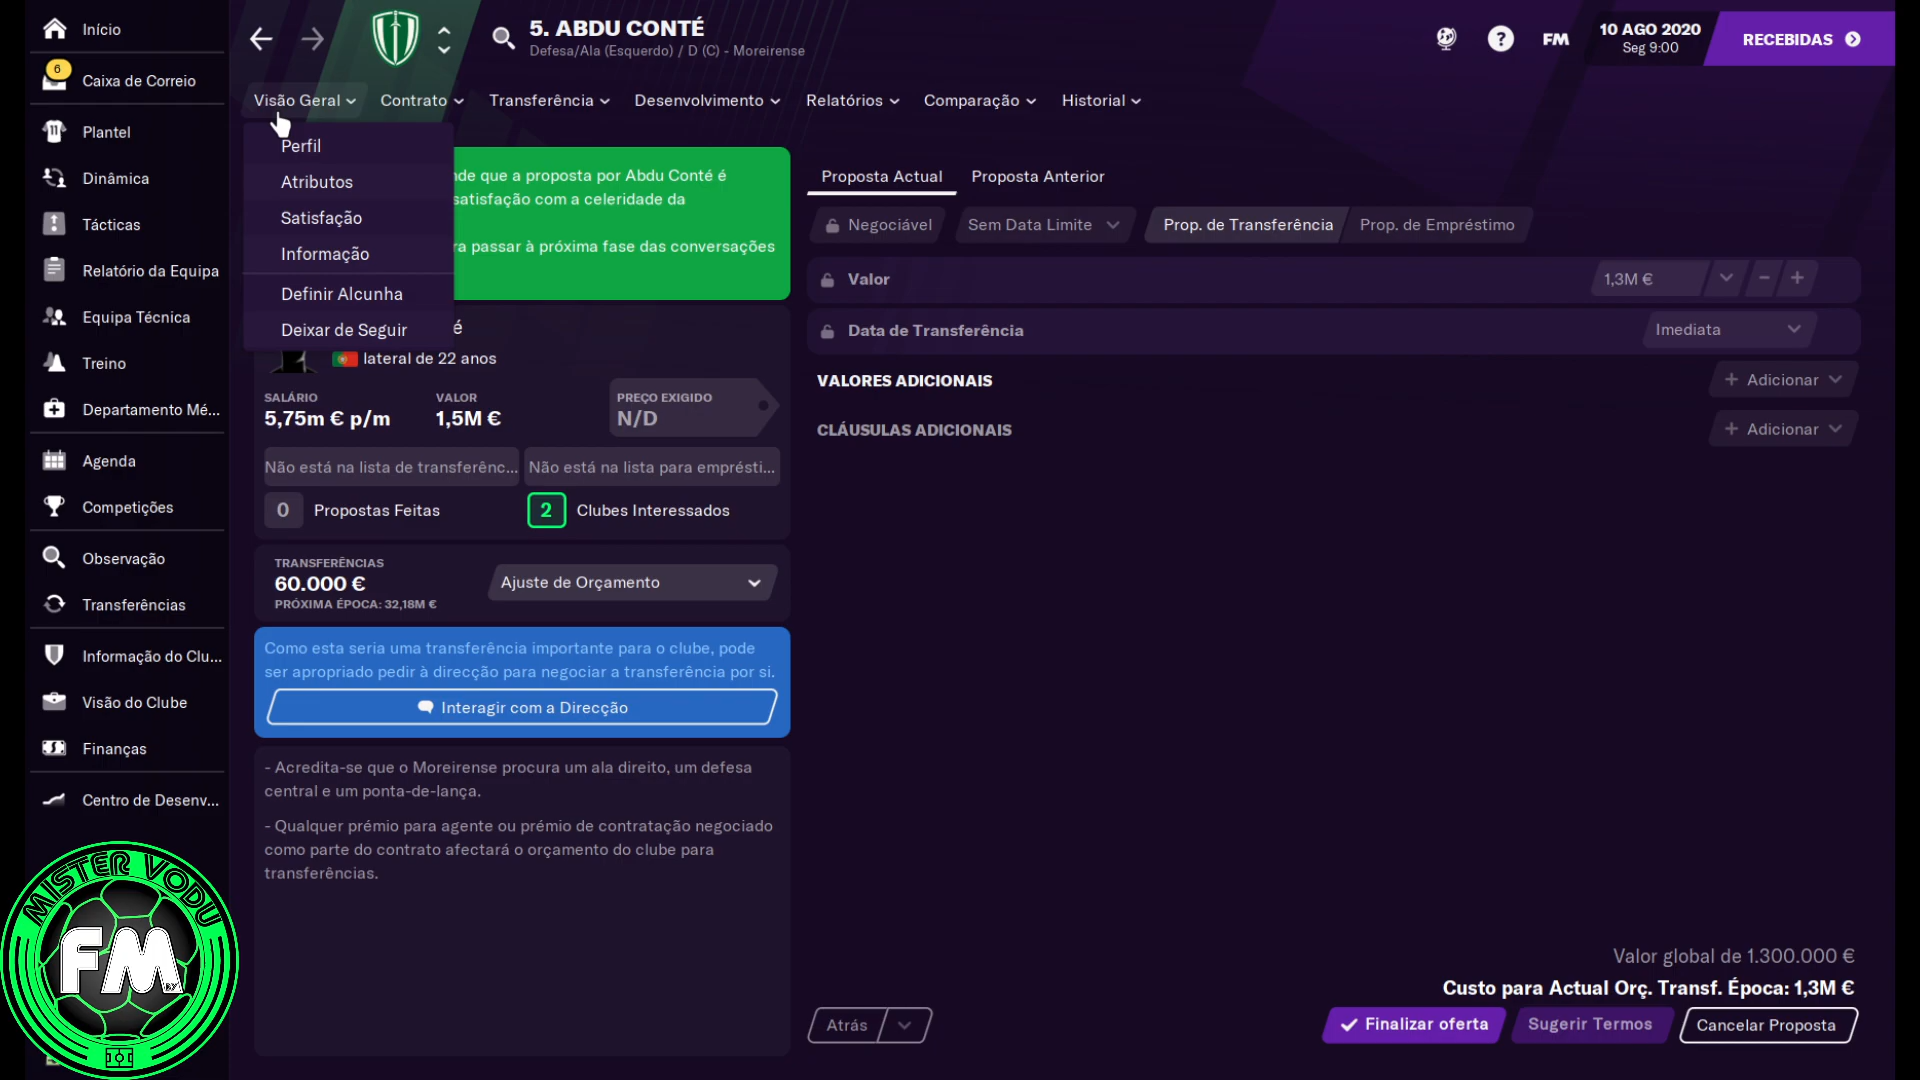 Início
6
Caixa de Correio
Plantel
Dinâmica
Tácticas
Relatório da Equipa
Equipa Técnica
Treino
Departamento Mé...
Agenda
Competições
Observação
Transferências
Informação do Clu...
Visão do Clube
Finanças
Centro de Desenv...
MISTER VODU
FM
BY
5. ABDU CONTÉ
Defesa/Ala (Esquerdo) / D (C) - Moreirense
FM
10 AGO 2020
Seg 9:00
RECEBIDAS
Visão Geral
Contrato
Transferência
Desenvolvimento
Relatórios
Comparação
Historial
Perfil
Atributos
Satisfação
Informação
Definir Alcunha
Deixar de Seguir
nde que a proposta por Abdu Conté é
satisfação com a celeridade da
ra passar à próxima fase das conversações
é
lateral de 22 anos
SALÁRIO
5,75m € p/m
VALOR
1,5M €
PREÇO EXIGIDO
N/D
Não está na lista de transferênc...
Não está na lista para emprésti...
0 Propostas Feitas
2 Clubes Interessados
TRANSFERÊNCIAS
60.000 €
PRÓXIMA ÉPOCA: 32,18M €
Ajuste de Orçamento
Como esta seria uma transferência importante para o clube, pode
ser apropriado pedir à direcção para negociar a transferência por si.
Interagir com a Direcção
- Acredita-se que o Moreirense procura um ala direito, um defesa
central e um ponta-de-lança.
- Qualquer prémio para agente ou prémio de contratação negociado
como parte do contrato afectará o orçamento do clube para
transferências.
Proposta Actual
Proposta Anterior
Negociável
Sem Data Limite
Prop. de Transferência
Prop. de Empréstimo
Valor
1,3M €
Data de Transferência
Imediata
VALORES ADICIONAIS
+ Adicionar
CLÁUSULAS ADICIONAIS
+ Adicionar
Valor global de 1.300.000 €
Custo para Actual Orç. Transf. Época: 1,3M €
Atrás
Finalizar oferta
Sugerir Termos
Cancelar Proposta